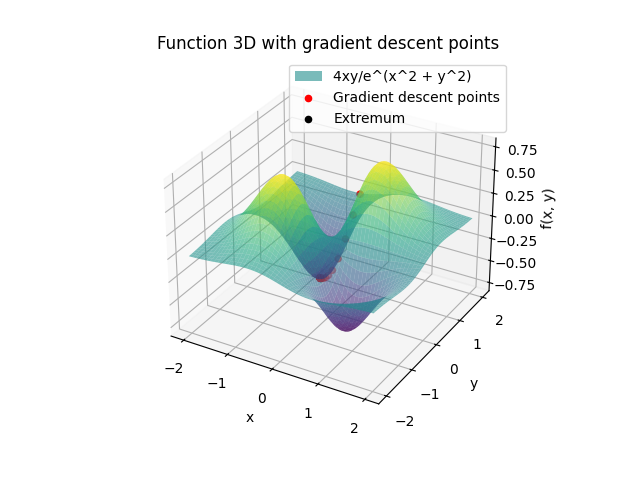 Function 3D with gradient descent points
4xy/e^(x^2 + y^2)
Gradient descent points
Extremum
0.75
0.50
0.25
0.00
−0.25
−0.50
−0.75
f(x, y)
−2
−1
0
1
2
x
−2
−1
0
1
2
y